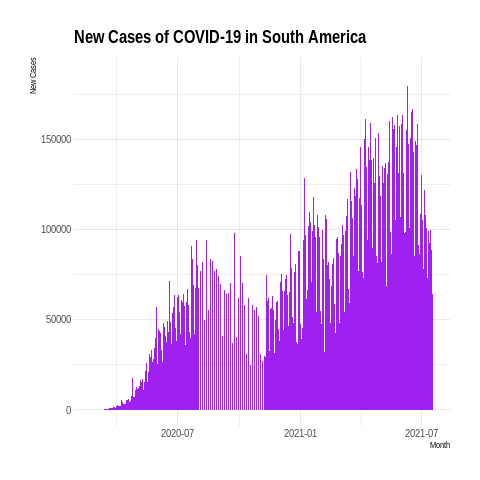 New Cases of COVID-19 in South America
New Cases
150000
100000
50000
0
2020-07
2021-01
2021-07
Month